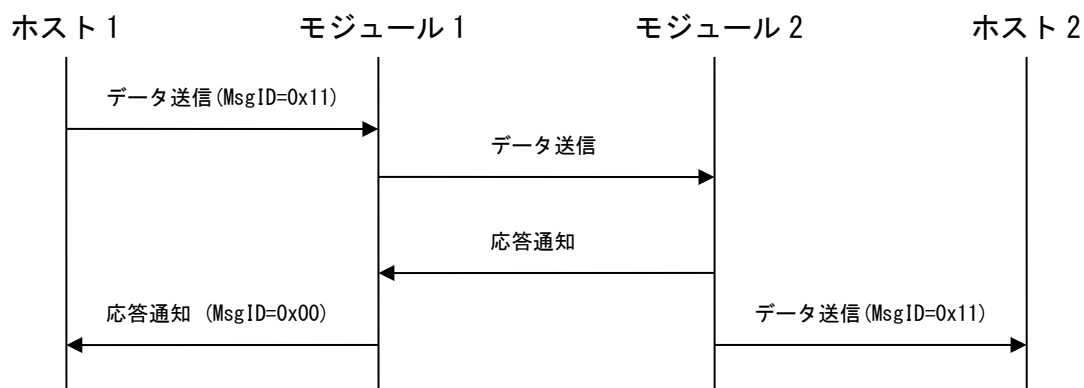 ホスト1
モジュール1
モジュール2
ホスト2
データ送信(MsgID=0x11)
データ送信
応答通知
応答通知 (MsgID=0x00)
データ送信(MsgID=0x11)